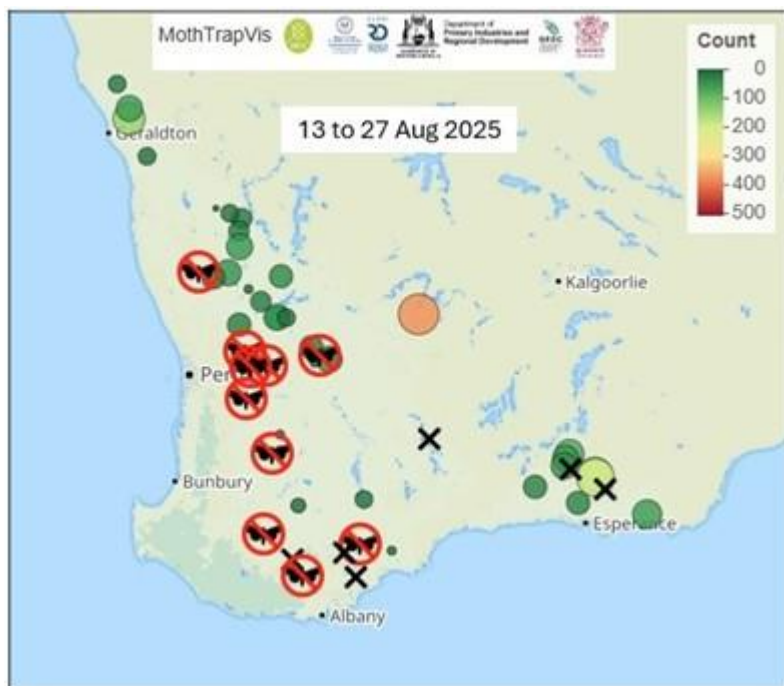 MothTrapVis
Department of
Primary Industries and
Regional Development
GRDC
Count
0
100
200
300
400
500
13 to 27 Aug 2025
Geraldton
Kalgoorlie
Bunbury
Esperance
Albany